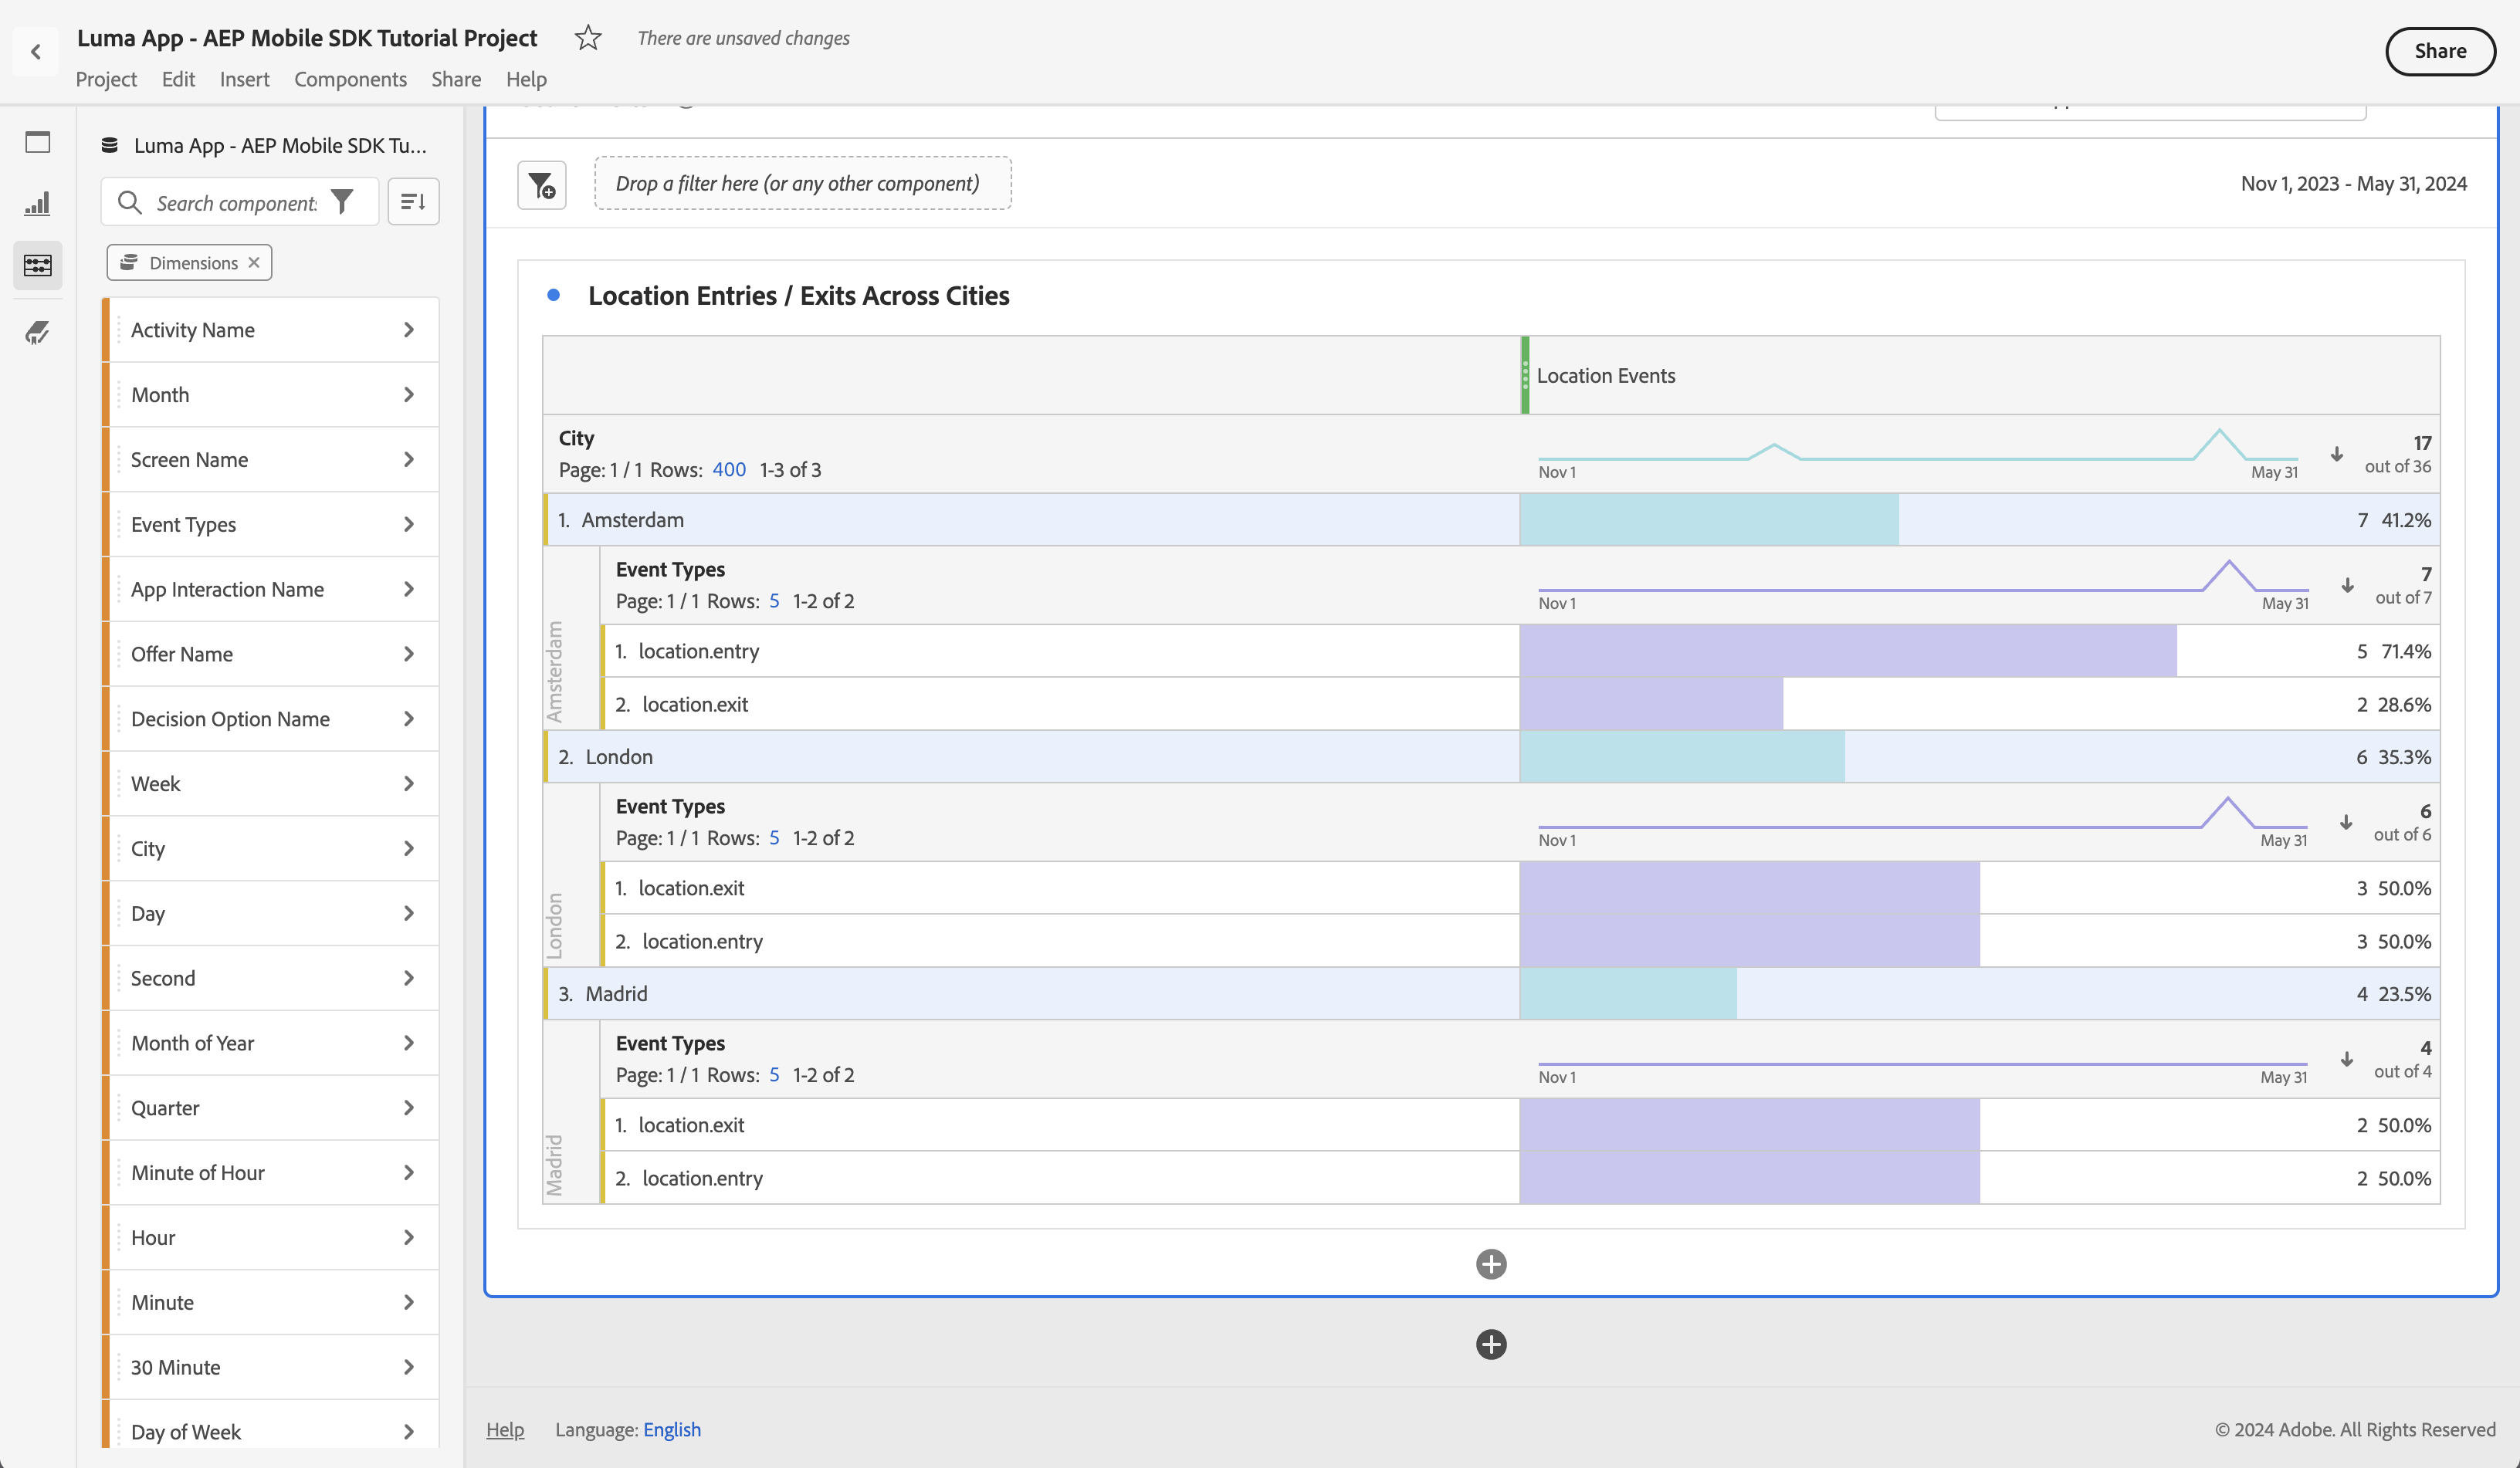 Luma App - AEP Mobile SDK Tutorial Project
There are unsaved changes
Share
Project Edit Insert Components Share Help
Luma App - AEP Mobile SDK Tu...
Search component
Dimensions
Activity Name
Month
Screen Name
Event Types
App Interaction Name
Offer Name
Decision Option Name
Week
City
Day
Second
Month of Year
Quarter
Minute of Hour
Hour
Minute
30 Minute
Day of Week
Drop a filter here (or any other component)
Nov 1, 2023 - May 31, 2024
Location Entries / Exits Across Cities
Location Events
City
Page: 1 / 1 Rows: 400 1-3 of 3
Nov 1 May 31
17
out of 36
1. Amsterdam 7 41.2%
Amsterdam
Event Types
Page: 1 / 1 Rows: 5 1-2 of 2
Nov 1 May 31
7
out of 7
1. location.entry 5 71.4%
2. location.exit 2 28.6%
2. London 6 35.3%
London
Event Types
Page: 1 / 1 Rows: 5 1-2 of 2
Nov 1 May 31
6
out of 6
1. location.exit 3 50.0%
2. location.entry 3 50.0%
3. Madrid 4 23.5%
Madrid
Event Types
Page: 1 / 1 Rows: 5 1-2 of 2
Nov 1 May 31
4
out of 4
1. location.exit 2 50.0%
2. location.entry 2 50.0%
Help Language: English
© 2024 Adobe. All Rights Reserved